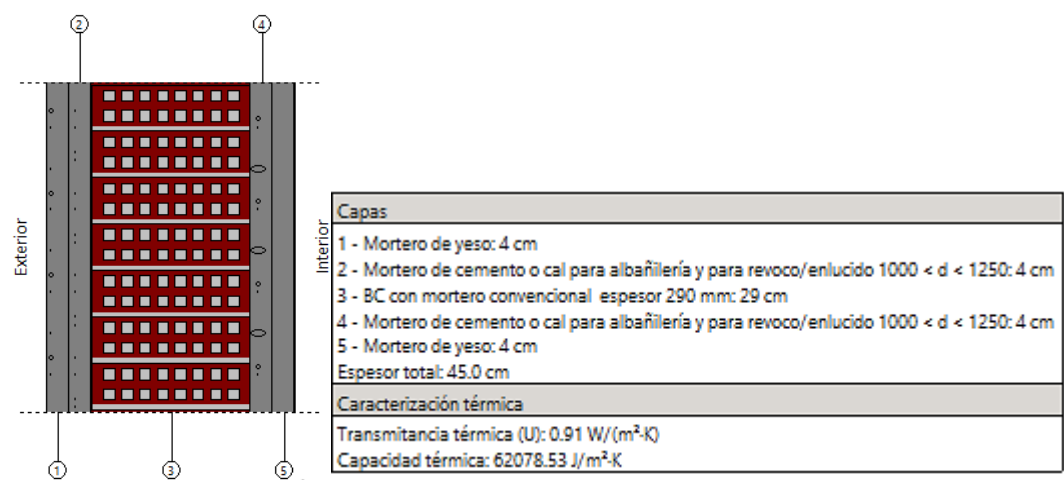 2
4
Exterior
Interior
1
3
5
Capas
1 - Mortero de yeso: 4 cm
2 - Mortero de cemento o cal para albañilería y para revoco/enlucido 1000 < d < 1250: 4 cm
3 - BC con mortero convencional espesor 290 mm: 29 cm
4 - Mortero de cemento o cal para albañilería y para revoco/enlucido 1000 < d < 1250: 4 cm
5 - Mortero de yeso: 4 cm
Espesor total: 45.0 cm
Caracterización térmica
Transmitancia térmica (U): 0.91 W/(m²·K)
Capacidad térmica: 62078.53 J/m²·K